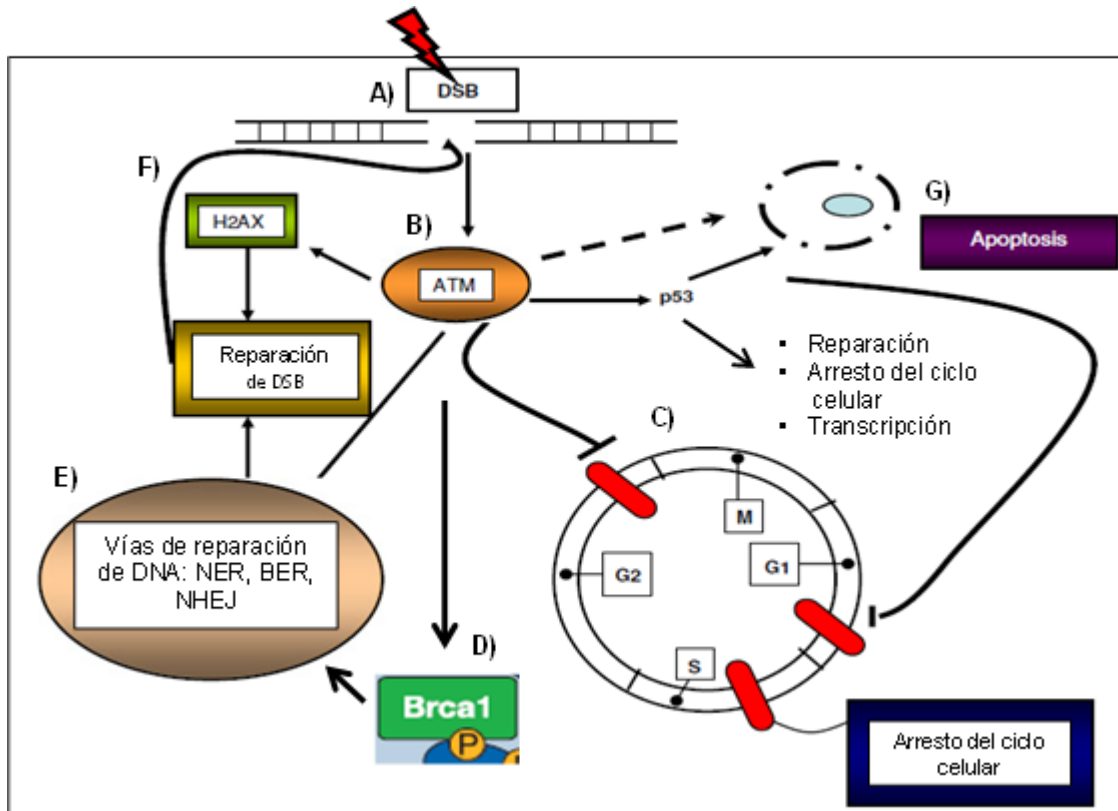 A)
DSB
F)
H2AX
B)
ATM
G)
Apoptosis
p53
Reparación
de DSB
▪ Reparación
▪ Arresto del ciclo
celular
▪ Transcripción
C)
E)
Vías de reparación
de DNA: NER, BER,
NHEJ
M
G2
G1
S
D)
Brca1
P
Arresto del ciclo
celular